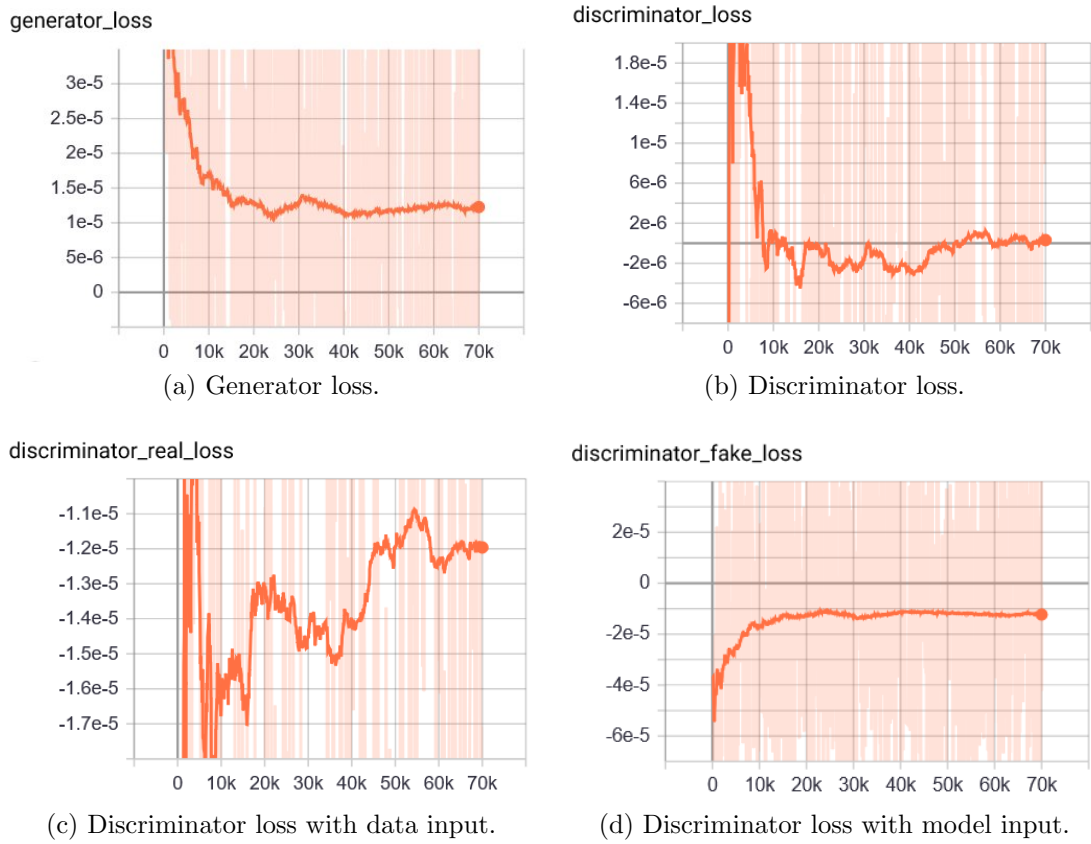 generator_loss
3e-5
2.5e-5
2e-5
1.5e-5
1e-5
5e-6
0
0 10k 20k 30k 40k 50k 60k 70k
(a) Generator loss.
discriminator_loss
1.8e-5
1.4e-5
1e-5
6e-6
2e-6
-2e-6
-6e-6
0 10k 20k 30k 40k 50k 60k 70k
(b) Discriminator loss.
discriminator_real_loss
-1.1e-5
-1.2e-5
-1.3e-5
-1.4e-5
-1.5e-5
-1.6e-5
-1.7e-5
0 10k 20k 30k 40k 50k 60k 70k
(c) Discriminator loss with data input.
discriminator_fake_loss
2e-5
0
-2e-5
-4e-5
-6e-5
0 10k 20k 30k 40k 50k 60k 70k
(d) Discriminator loss with model input.